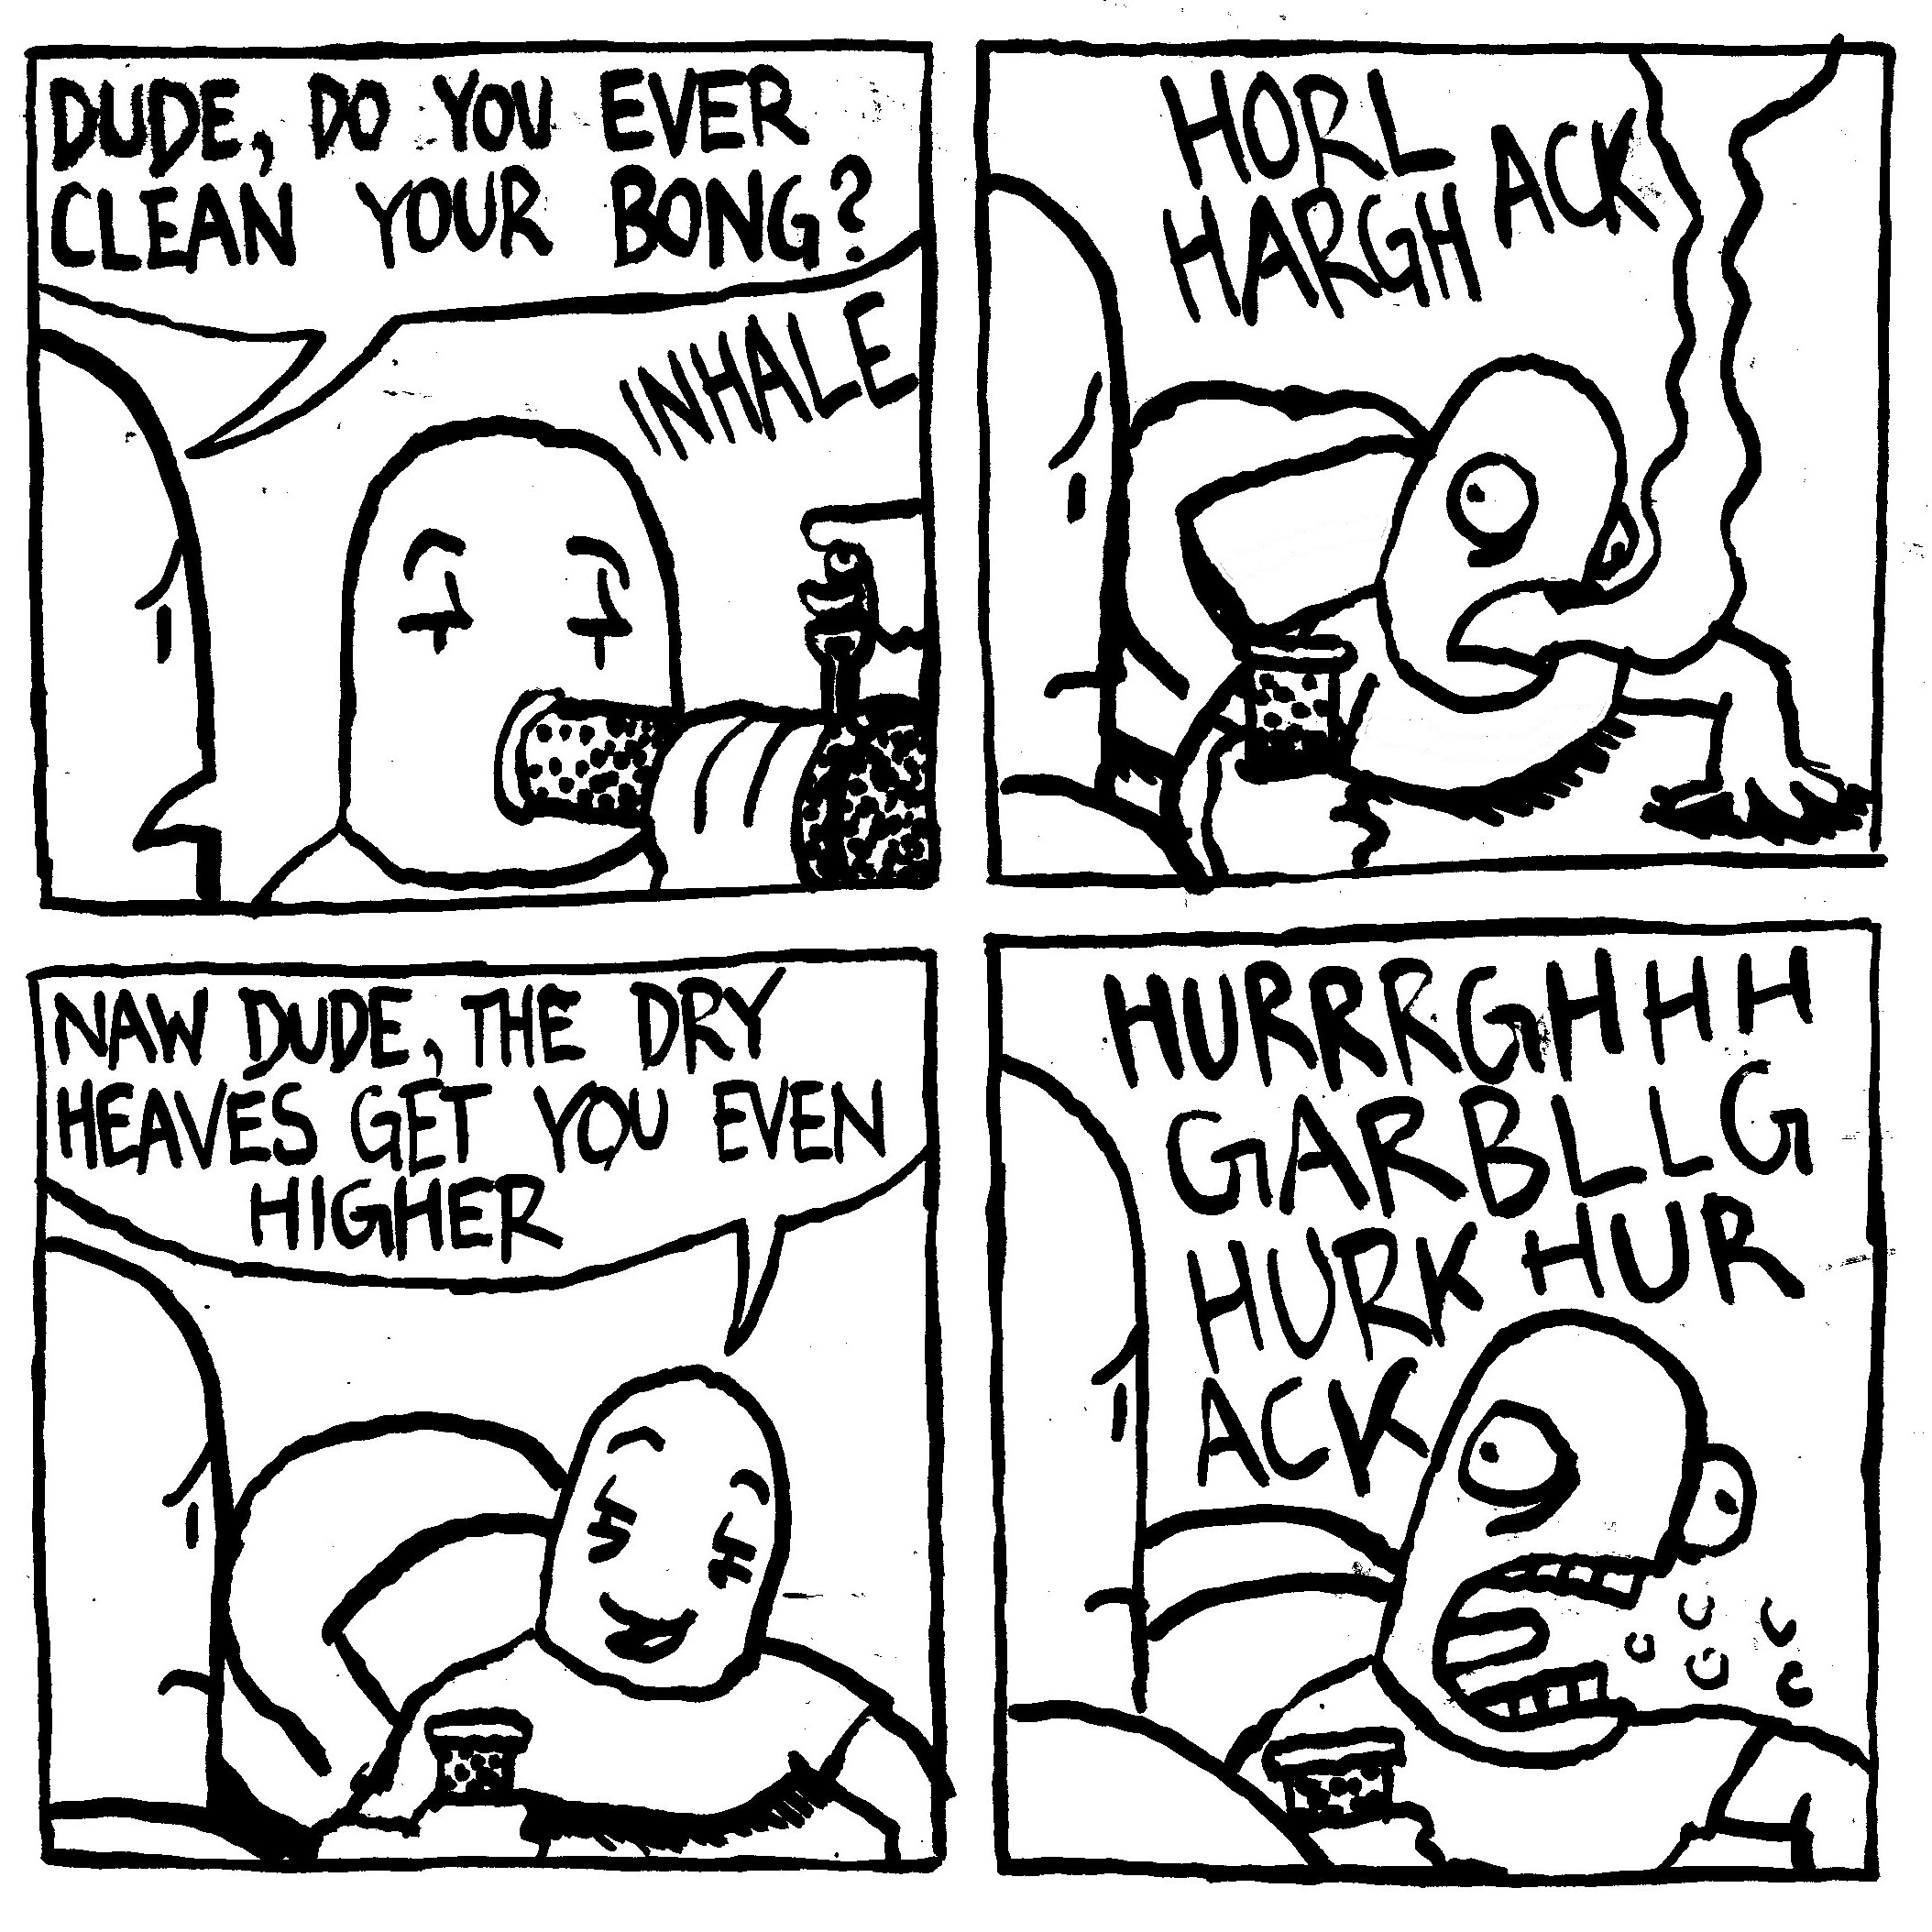 DUDE, DO YOU EVER
CLEAN YOUR BONG?
INHALE
HORL
HARGH ACK
NAW DUDE, THE DRY
HEAVES GET YOU EVEN
HIGHER
HURRRGHHH
GARBLLG
HURK HUR
ACK